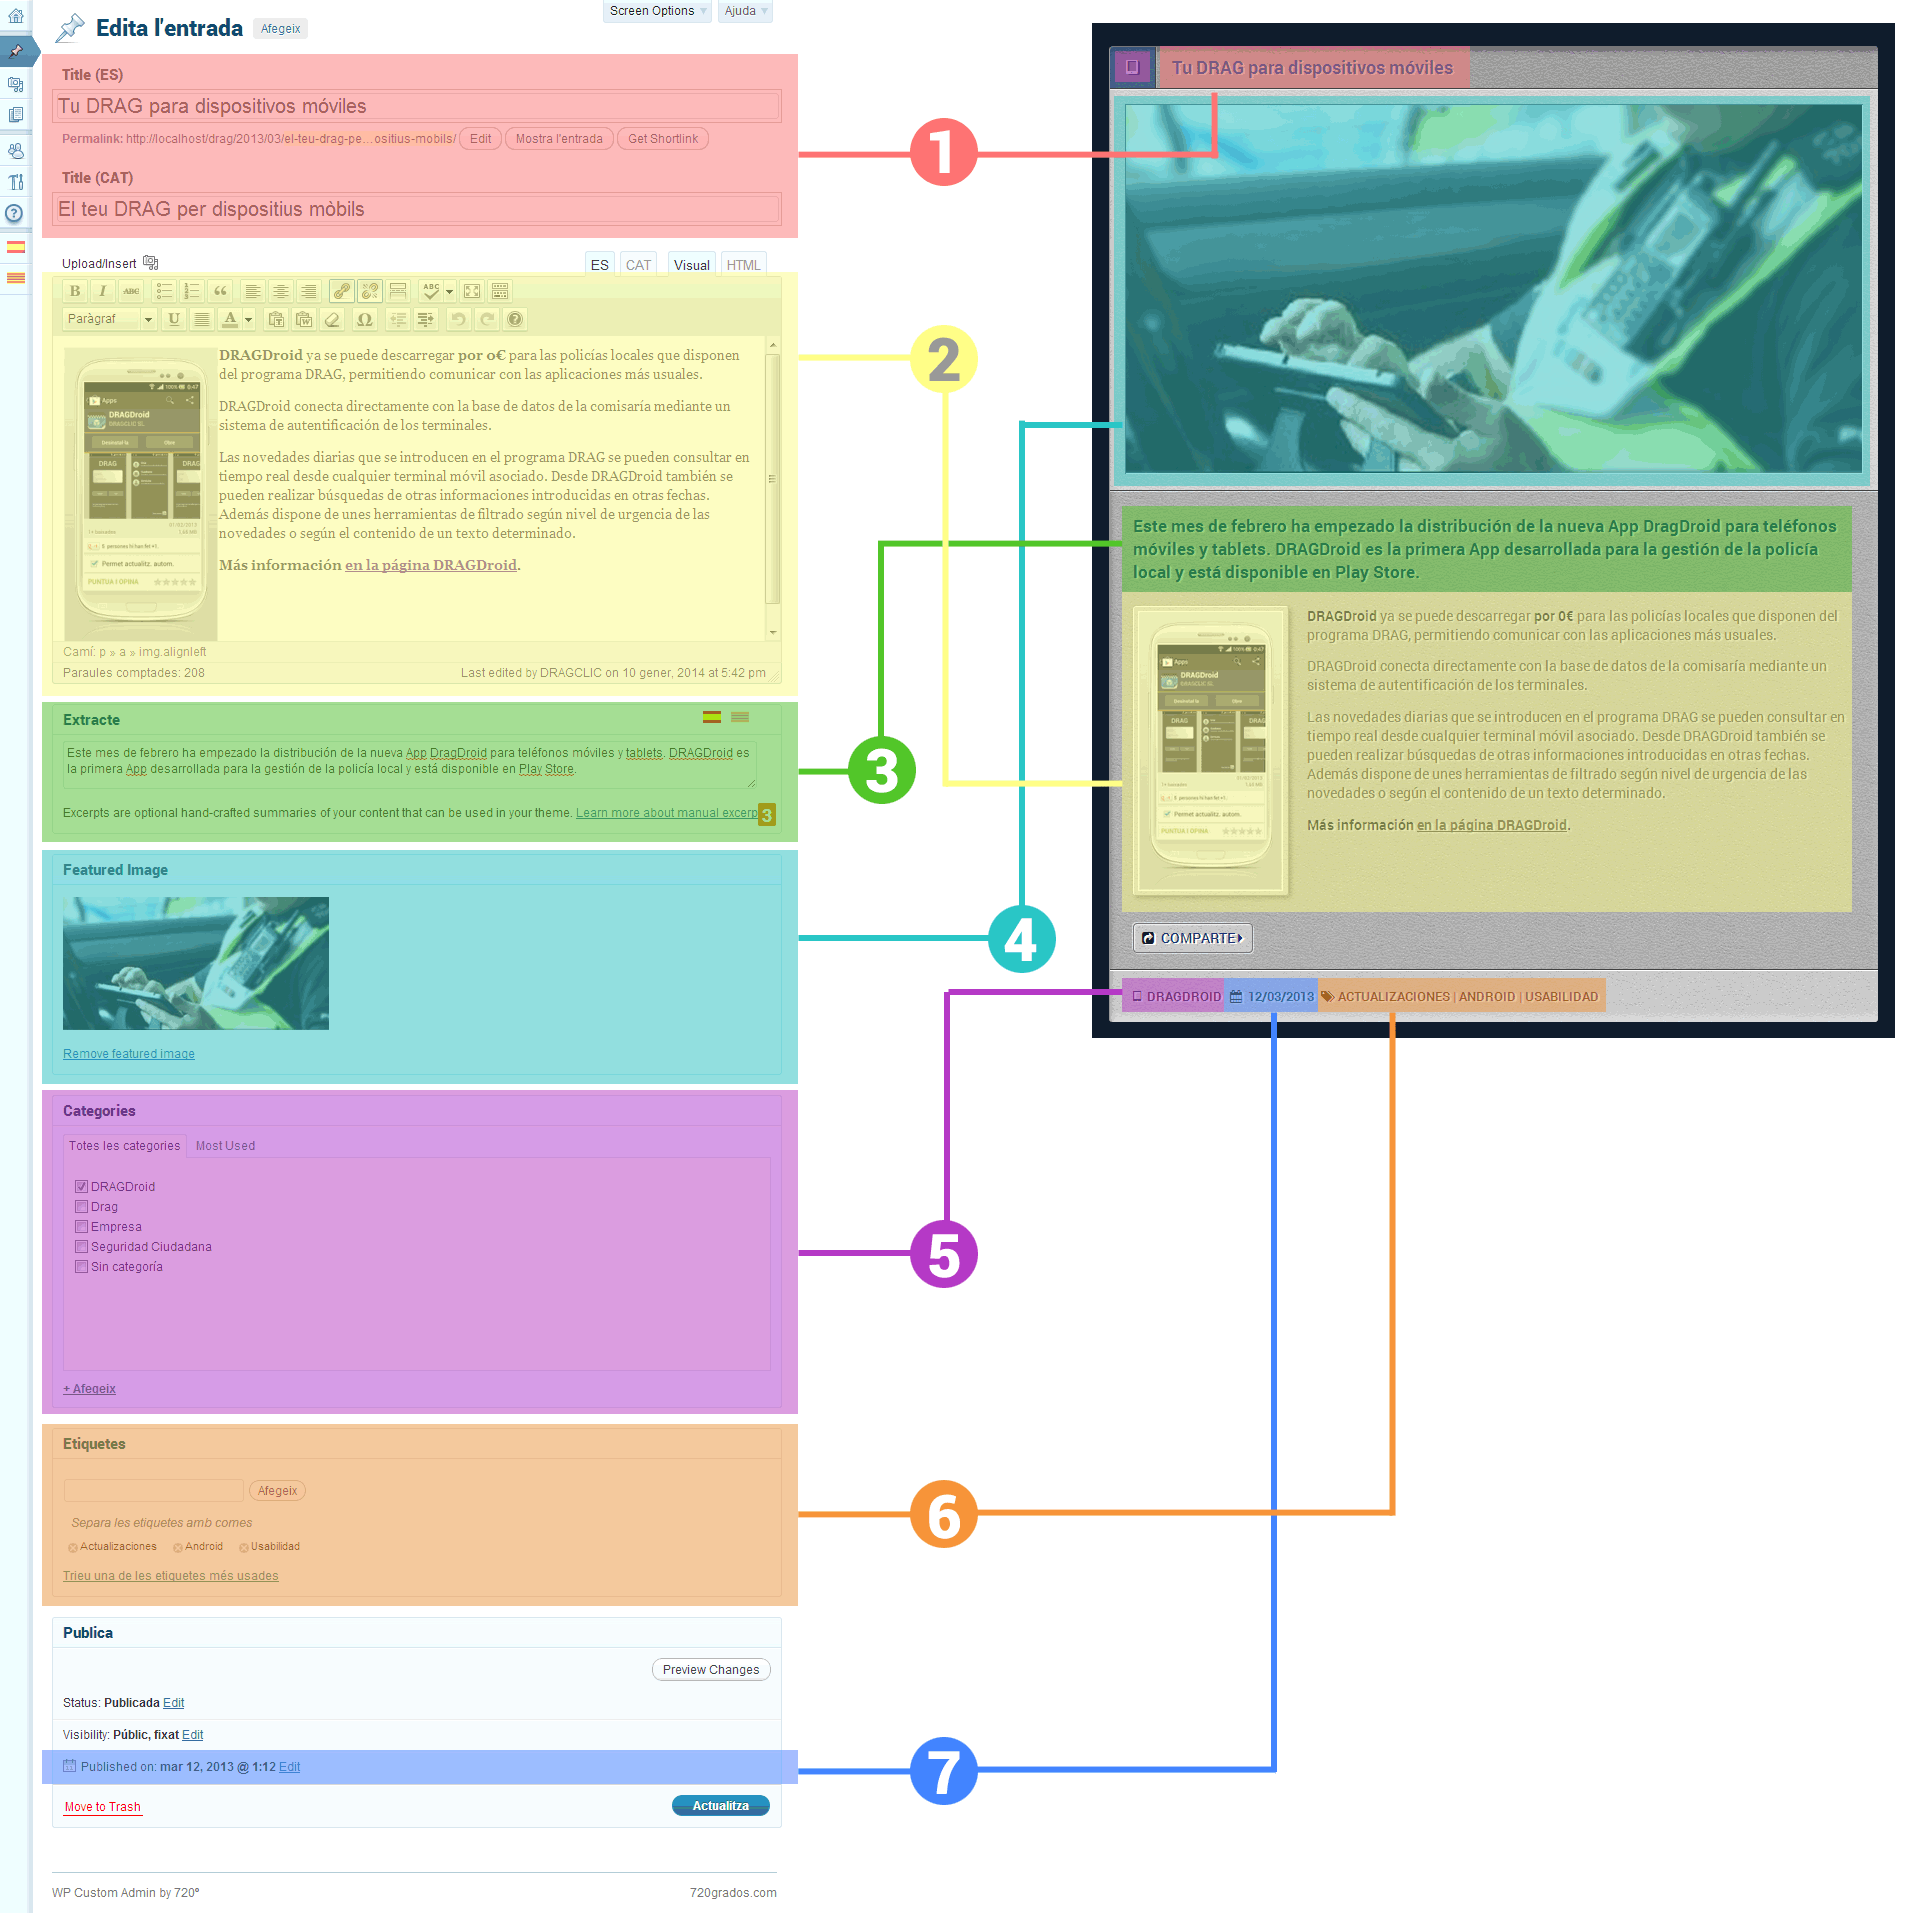 Screen Options
Ajuda
Edita l'entrada
Afegeix
Title (ES)
Tu DRAG para dispositivos móviles
Permalink: http://localhost/drag/2013/03/el-teu-drag-pe...ositius-mobils/
Edit
Mostra l'entrada
Get Shortlink
Title (CAT)
El teu DRAG per dispositius mòbils
Upload/Insert
ES
CAT
Visual
HTML
Paràgraf
DRAGDroid ya se puede descarregar por 0€ para las policías locales que disponen
del programa DRAG, permitiendo comunicar con las aplicaciones más usuales.
DRAGDroid conecta directamente con la base de datos de la comisaría mediante un
sistema de autentificación de los terminales.
Las novedades diarias que se introducen en el programa DRAG se pueden consultar en
tiempo real desde cualquier terminal móvil asociado. Desde DRAGDroid también se
pueden realizar búsquedas de otras informaciones introducidas en otras fechas.
Además dispone de unes herramientas de filtrado según nivel de urgencia de las
novedades o según el contenido de un texto determinado.
Más información en la página DRAGDroid.
Apps
DRAGDroid
DRAG
Permet actualitz. autom.
PUNTUA I OPINA
Camí: p » a » img.alignleft
Paraules comptades: 208
Last edited by DRAGCLIC on 10 gener, 2014 at 5:42 pm
Extracte
Este mes de febrero ha empezado la distribución de la nueva App DragDroid para teléfonos móviles y tablets. DRAGDroid es
la primera App desarrollada para la gestión de la policía local y está disponible en Play Store.
Excerpts are optional hand-crafted summaries of your content that can be used in your theme. Learn more about manual excerp
3
Featured Image
Remove featured image
Categories
Totes les categories
Most Used
DRAGDroid
Drag
Empresa
Seguridad Ciudadana
Sin categoría
+ Afegeix
Etiquetes
Afegeix
Separa les etiquetes amb comes
Actualizaciones
Android
Usabilidad
Trieu una de les etiquetes més usades
Publica
Preview Changes
Status: Publicada Edit
Visibility: Públic, fixat Edit
Published on: mar 12, 2013 @ 1:12 Edit
Move to Trash
Actualitza
WP Custom Admin by 720º
720grados.com
1
2
3
4
5
6
7
Tu DRAG para dispositivos móviles
Este mes de febrero ha empezado la distribución de la nueva App DragDroid para teléfonos
móviles y tablets. DRAGDroid es la primera App desarrollada para la gestión de la policía
local y está disponible en Play Store.
DRAGDroid ya se puede descarregar por 0€ para las policías locales que disponen del
programa DRAG, permitiendo comunicar con las aplicaciones más usuales.
DRAGDroid conecta directamente con la base de datos de la comisaría mediante un
sistema de autentificación de los terminales.
Las novedades diarias que se introducen en el programa DRAG se pueden consultar en
tiempo real desde cualquier terminal móvil asociado. Desde DRAGDroid también se
pueden realizar búsquedas de otras informaciones introducidas en otras fechas.
Además dispone de unes herramientas de filtrado según nivel de urgencia de las
novedades o según el contenido de un texto determinado.
Más información en la página DRAGDroid.
Apps
DRAGDroid
DRAG
Permet actualitz. autom.
PUNTUA I OPINA
COMPARTE
DRAGDROID
12/03/2013
ACTUALIZACIONES | ANDROID | USABILIDAD